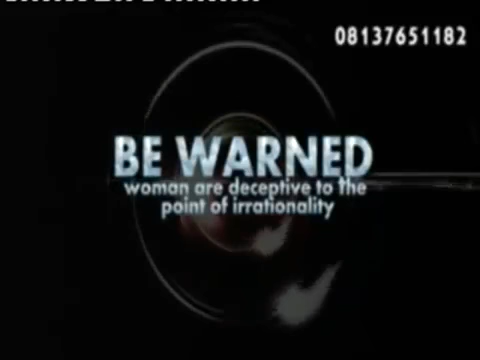 08137651182
BE WARNED
woman are deceptive to the
point of irrationality